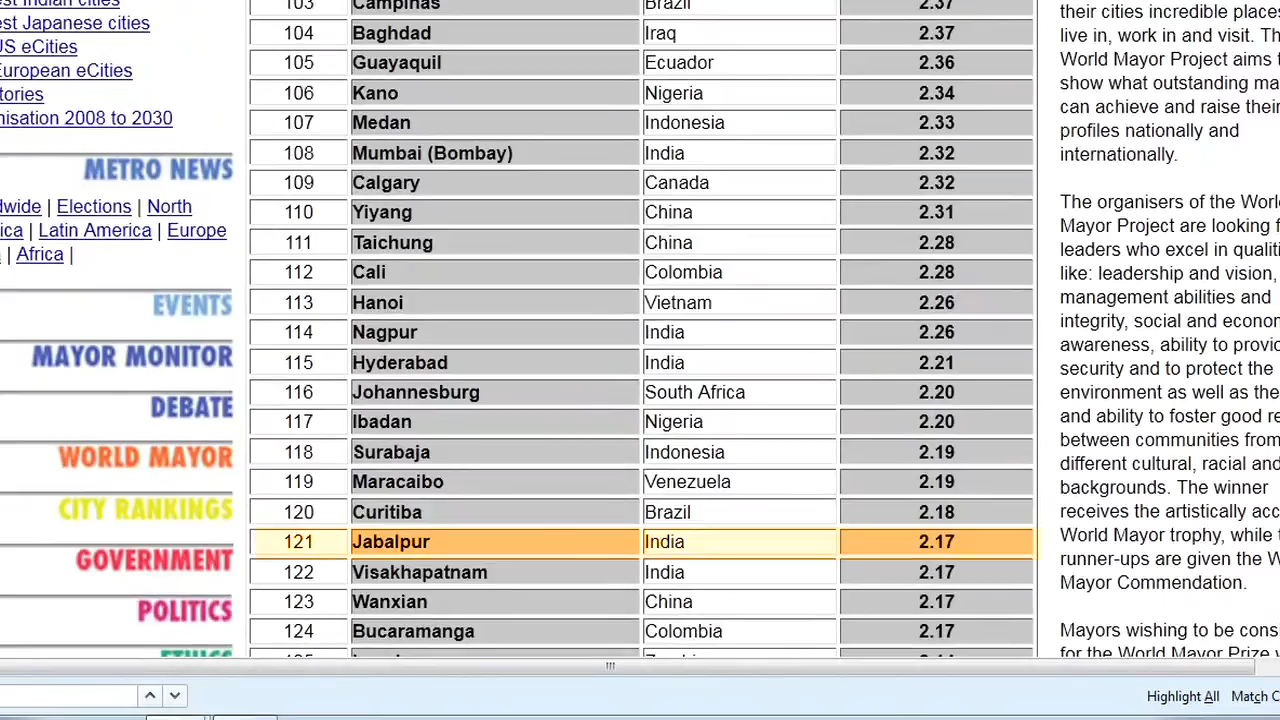 est Indian cities
est Japanese cities
US eCities
European eCities
tories
nisation 2008 to 2030
METRO NEWS
dwide | Elections | North
ica | Latin America | Europe
| Africa |
EVENTS
MAYOR MONITOR
DEBATE
WORLD MAYOR
CITY RANKINGS
GOVERNMENT
POLITICS
ETHICS
103 Campinas Brazil 2.37
104 Baghdad Iraq 2.37
105 Guayaquil Ecuador 2.36
106 Kano Nigeria 2.34
107 Medan Indonesia 2.33
108 Mumbai (Bombay) India 2.32
109 Calgary Canada 2.32
110 Yiyang China 2.31
111 Taichung China 2.28
112 Cali Colombia 2.28
113 Hanoi Vietnam 2.26
114 Nagpur India 2.26
115 Hyderabad India 2.21
116 Johannesburg South Africa 2.20
117 Ibadan Nigeria 2.20
118 Surabaja Indonesia 2.19
119 Maracaibo Venezuela 2.19
120 Curitiba Brazil 2.18
121 Jabalpur India 2.17
122 Visakhapatnam India 2.17
123 Wanxian China 2.17
124 Bucaramanga Colombia 2.17
their cities incredible places
live in, work in and visit. Th
World Mayor Project aims t
show what outstanding ma
can achieve and raise their
profiles nationally and
internationally.
The organisers of the World
Mayor Project are looking f
leaders who excel in qualiti
like: leadership and vision,
management abilities and
integrity, social and econom
awareness, ability to provid
security and to protect the
environment as well as the
and ability to foster good re
between communities from
different cultural, racial and
backgrounds. The winner
receives the artistically acc
World Mayor trophy, while t
runner-ups are given the W
Mayor Commendation.
Mayors wishing to be cons
for the World Mayor Prize w
Highlight All Match C